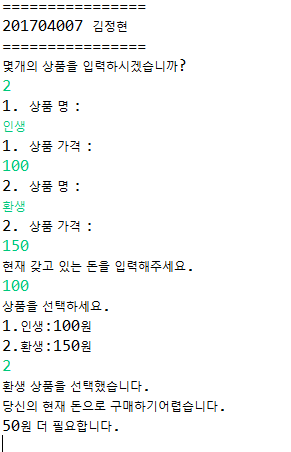 ================
201704007 김정현
================
몇개의 상품을 입력하시겠습니까?
2
1. 상품 명 :
인생
1. 상품 가격 :
100
2. 상품 명 :
환생
2. 상품 가격 :
150
현재 갖고 있는 돈을 입력해주세요.
100
상품을 선택하세요.
1.인생:100원
2.환생:150원
2
환생 상품을 선택했습니다.
당신의 현재 돈으로 구매하기어렵습니다.
50원 더 필요합니다.